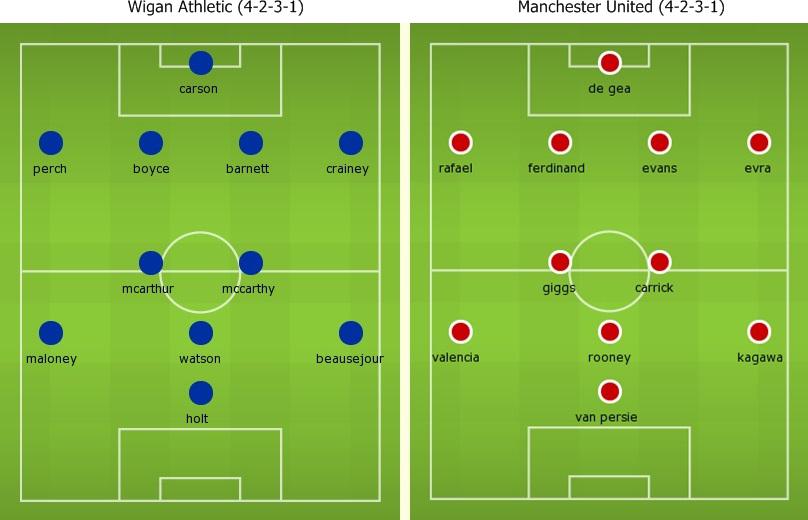 Wigan Athletic (4-2-3-1)
carson
perch boyce barnett crainey
mcarthur mccarthy
maloney watson beausejour
holt
Manchester United (4-2-3-1)
de gea
rafael ferdinand evans evra
giggs carrick
valencia rooney kagawa
van persie